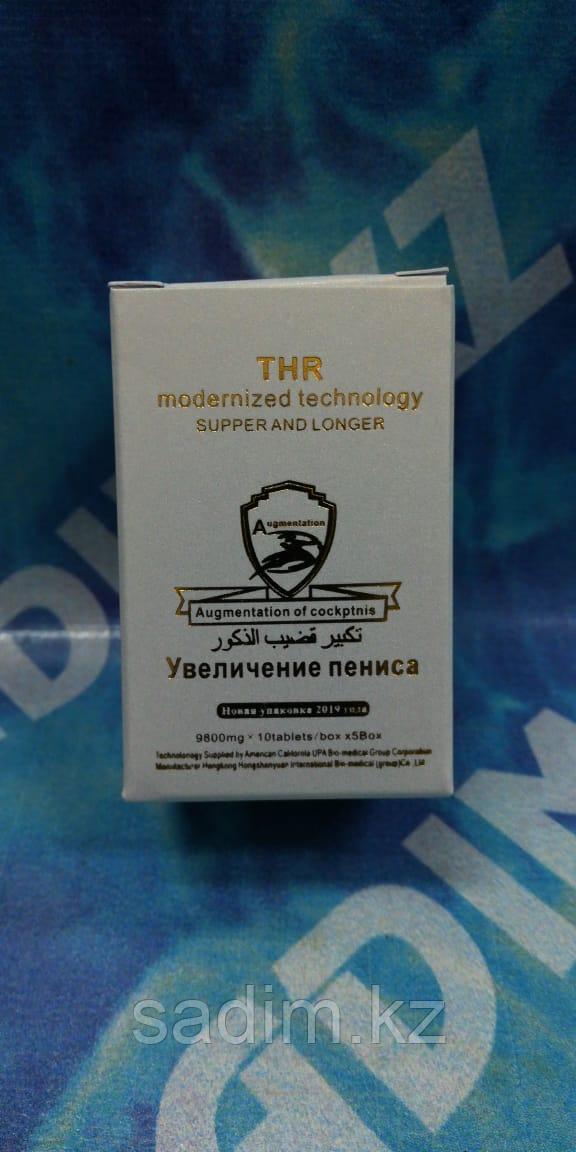 THR
modernized technology
SUPPER AND LONGER
Augmentation
Augmentation of cockptnis
تكبير قضيب الذكور
Увеличение пениса
Новая упаковка 2019 года
9800mg × 10tablets/box x5Box
Technolonogy Supplied by American California UPA Bio-medical Group Corporation
Manufacturer Hongkong Hongshanyuan International Bio-medical (group)Co .,Ltd
sadim.kz